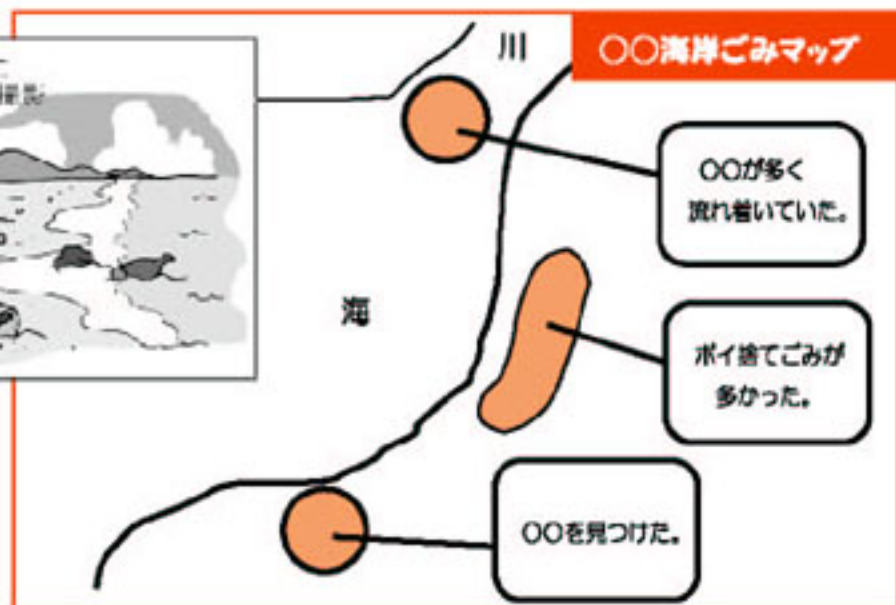 ○○海岸ごみマップ
川
○○が多く
流れ着いていた。
海
ポイ捨てごみが
多かった。
○○を見つけた。